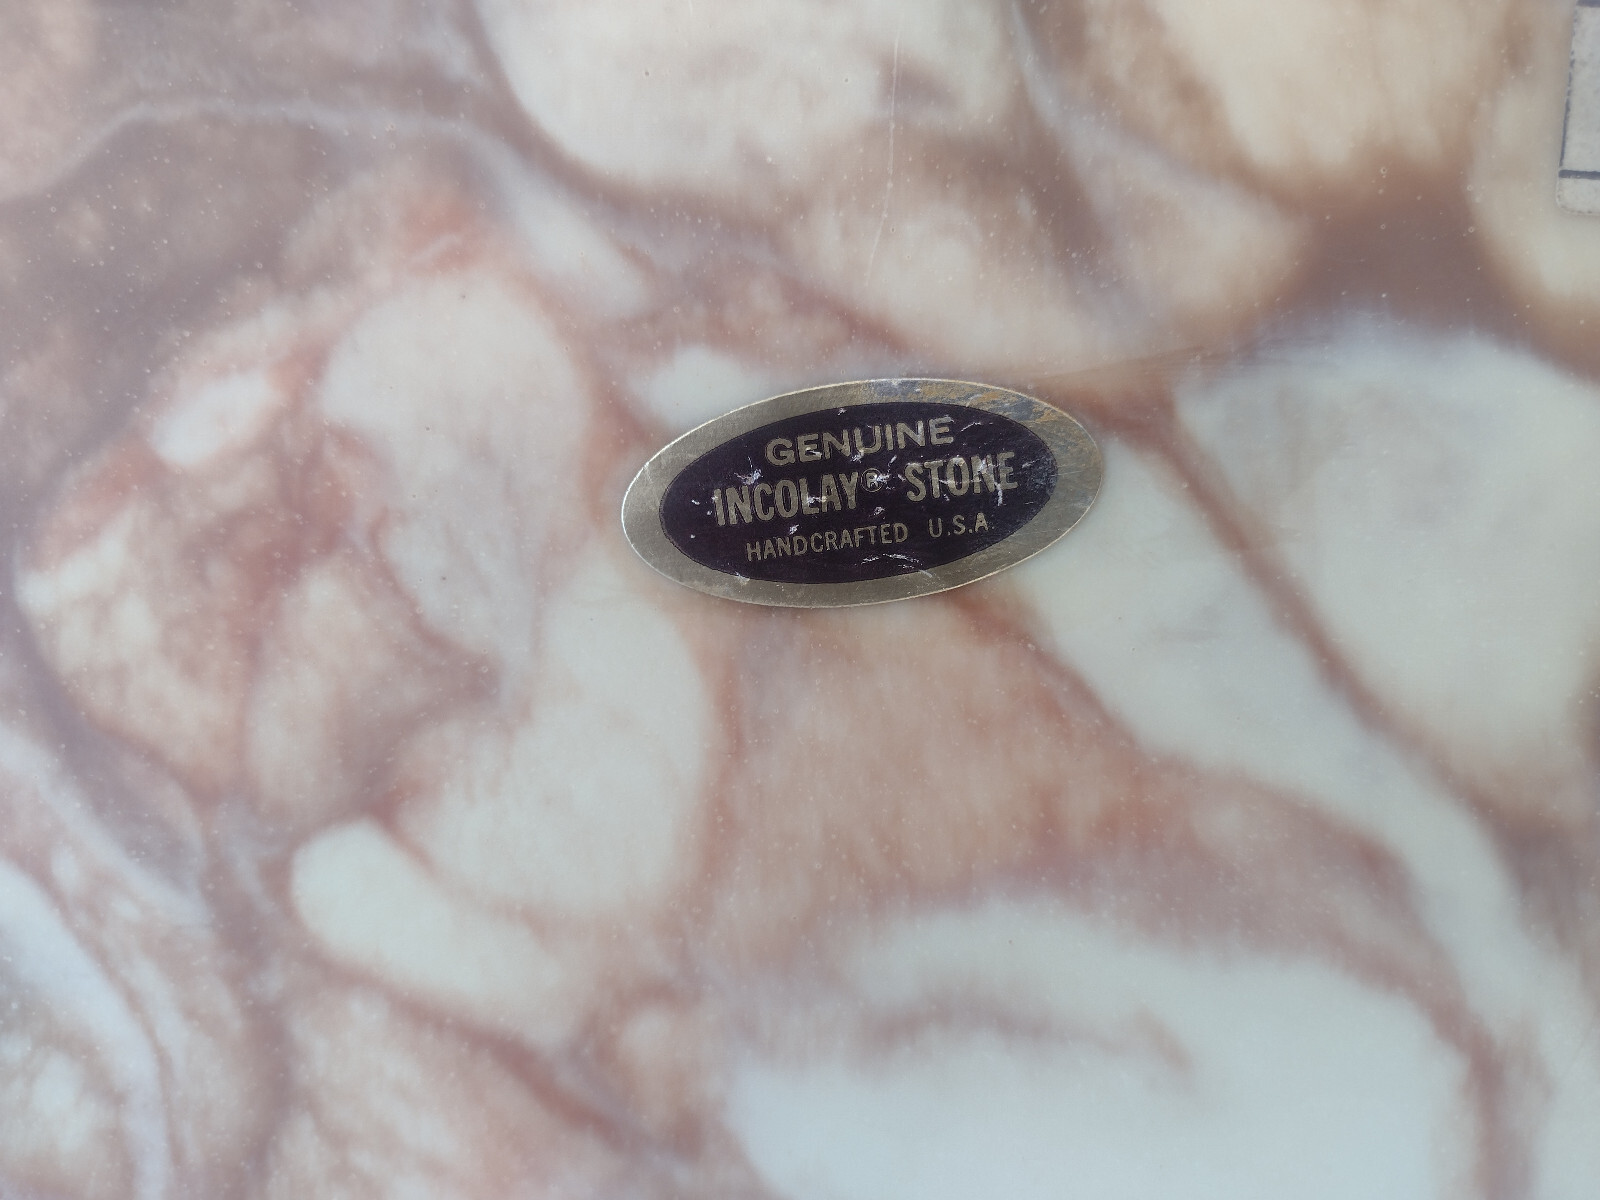 GENUINE
INCOLAY® STONE
HANDCRAFTED U.S.A.